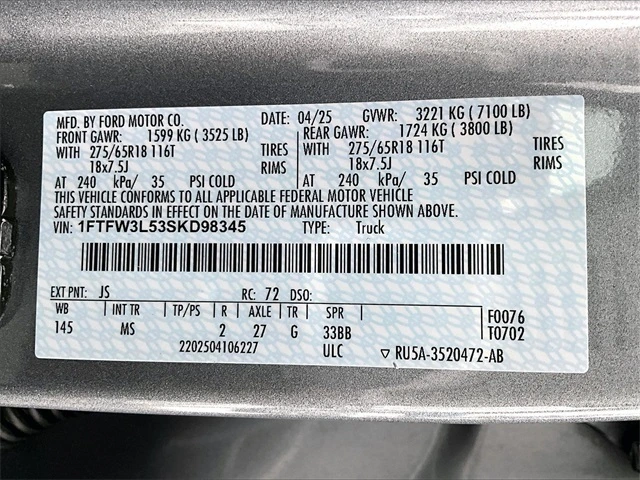 MFD. BY FORD MOTOR CO. DATE: 04/25 GVWR: 3221 KG ( 7100 LB)
FRONT GAWR: 1599 KG ( 3525 LB) REAR GAWR: 1724 KG ( 3800 LB)
WITH 275/65R18 116T TIRES WITH 275/65R18 116T TIRES
18x7.5J RIMS 18x7.5J RIMS
AT 240 kPa/ 35 PSI COLD AT 240 kPa/ 35 PSI COLD
THIS VEHICLE CONFORMS TO ALL APPLICABLE FEDERAL MOTOR VEHICLE
SAFETY STANDARDS IN EFFECT ON THE DATE OF MANUFACTURE SHOWN ABOVE.
VIN: 1FTFW3L53SKD98345 TYPE: Truck
EXT PNT: JS RC: 72 DSO:
WB INT TR TP/PS R AXLE TR SPR F0076
145 MS 2 27 G 33BB T0702
2202504106227 ULC ▽ RU5A-3520472-AB